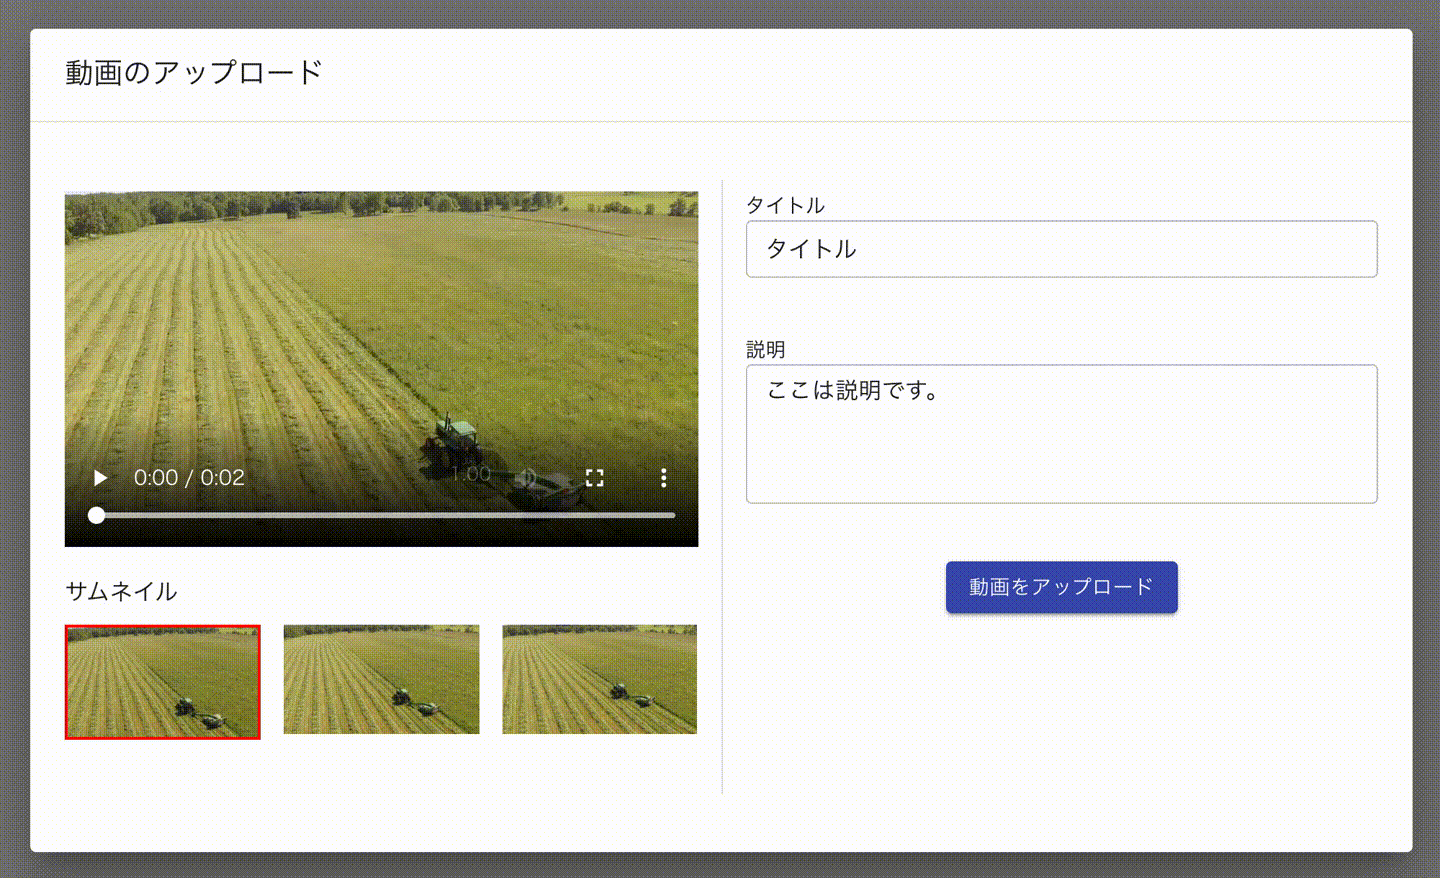 動画のアップロード
0:00 / 0:02
1.00
サムネイル
タイトル
タイトル
説明
ここは説明です。
動画をアップロード